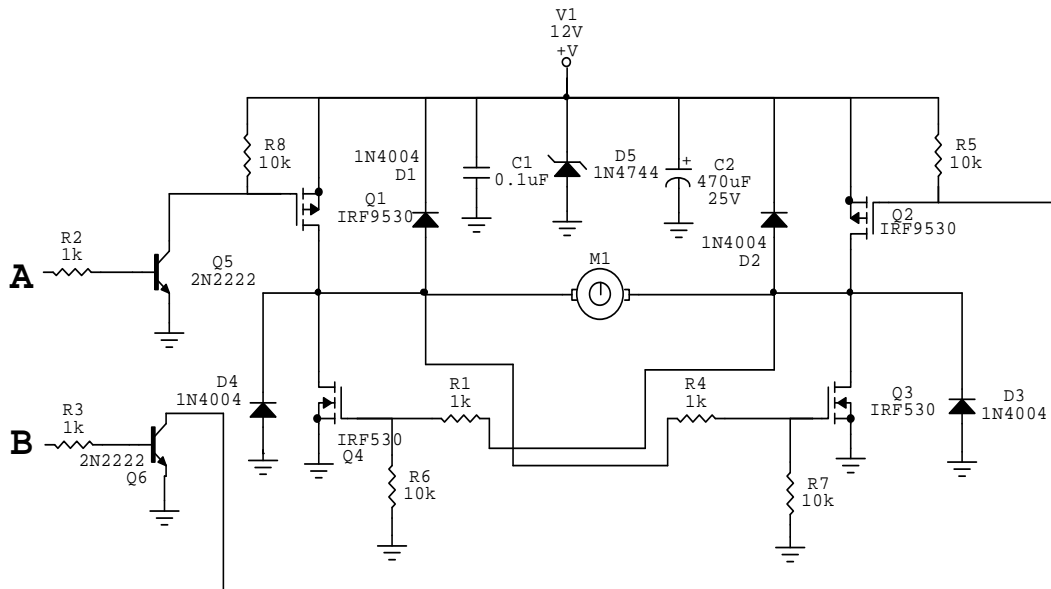 V1
12V
+V
R8
10k
1N4004
D1
C1
0.1uF
D5
1N4744
C2
470uF
25V
R5
10k
Q1
IRF9530
Q2
IRF9530
R2
1k
A
Q5
2N2222
M1
1N4004
D2
D4
1N4004
R1
1k
R4
1k
Q3
IRF530
D3
1N4004
R3
1k
B
2N2222
Q6
IRF530
Q4
R6
10k
R7
10k